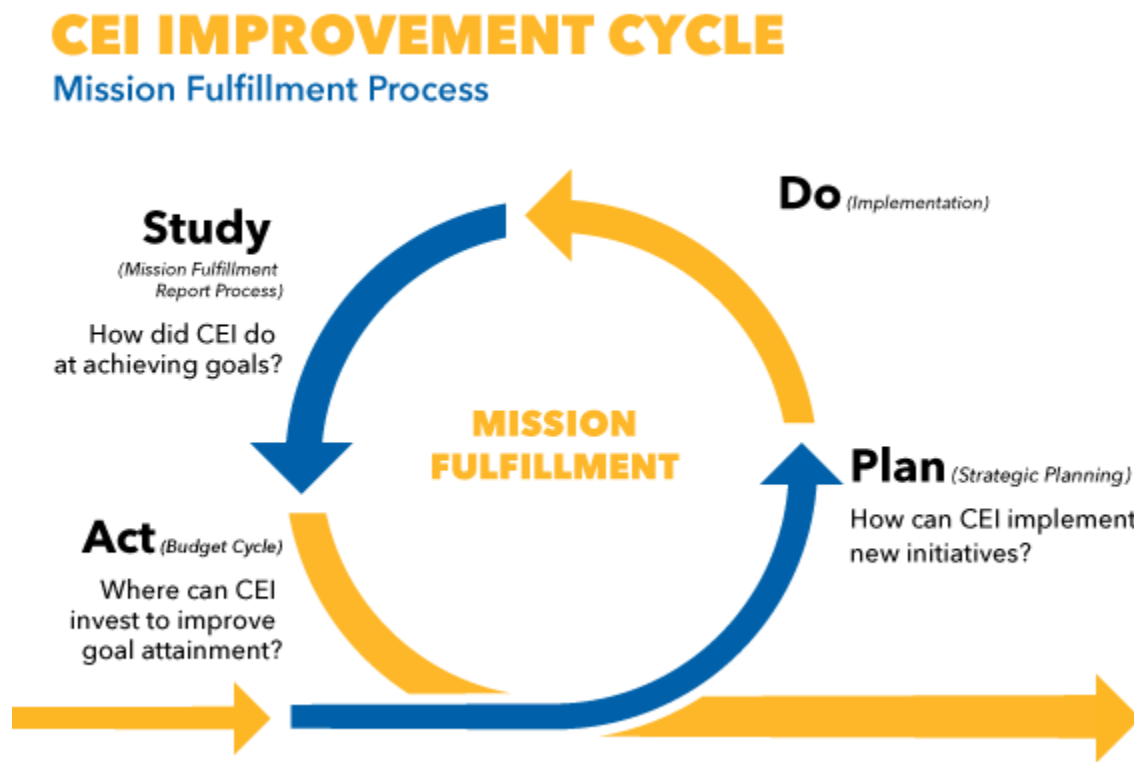 CEI IMPROVEMENT CYCLE
Mission Fulfillment Process
Do (Implementation)
Study
(Mission Fulfillment
Report Process)
How did CEI do
at achieving goals?
MISSION
FULFILLMENT
Plan (Strategic Planning)
How can CEI implement
new initiatives?
Act (Budget Cycle)
Where can CEI
invest to improve
goal attainment?